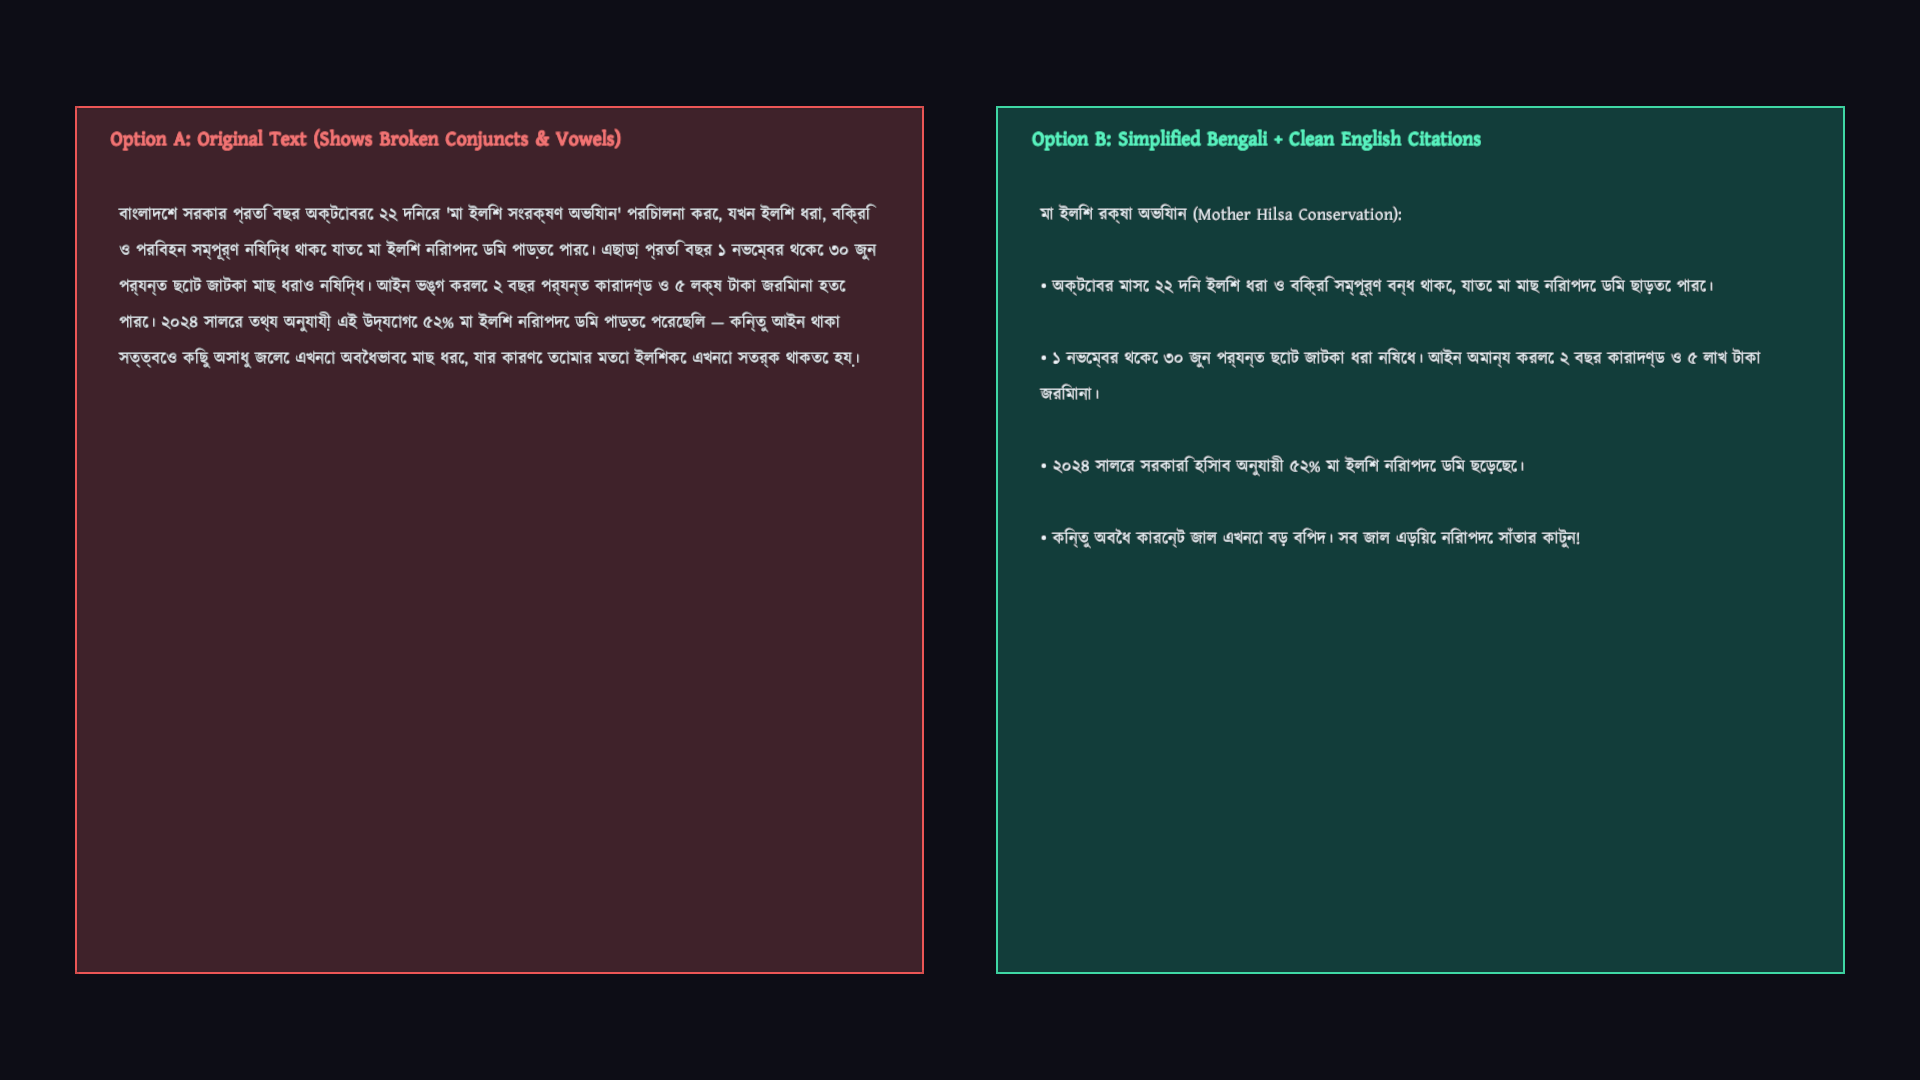 Option A: Original Text (Shows Broken Conjuncts & Vowels)
বাংলাদেশে সরকার প্রতি বছর অক্টোবরে ২২ দিনের 'মা ইলিশ সংরক্ষণ অভিযান' পরিচালনা করে, যখন ইলিশ ধরা, বিক্রি
ও পরিবহন সম্পূর্ণ নিষিদ্ধ থাকে যাতে মা ইলিশ নিরাপদে ডিম পাড়তে পারে। এছাড়া প্রতি বছর ১ নভেম্বর থেকে ৩০ জুন
পর্যন্ত ছোট জাটকা মাছ ধরাও নিষিদ্ধ। আইন ভঙ্গ করলে ২ বছর পর্যন্ত কারাদণ্ড ও ৫ লক্ষ টাকা জরিমানা হতে
পারে। ২০২৪ সালের তথ্য অনুযায়ী এই উদ্যোগে ৫২% মা ইলিশ নিরাপদে ডিম পাড়তে পেরেছিল — কিন্তু আইন থাকা
সত্ত্বেও কিছু অসাধু জেলে এখনো অবৈধভাবে মাছ ধরে, যার কারণে তোমার মতো ইলিশকে এখনো সতর্ক থাকতে হয়।
Option B: Simplified Bengali + Clean English Citations
মা ইলিশ রক্ষা অভিযান (Mother Hilsa Conservation):
• অক্টোবর মাসে ২২ দিন ইলিশ ধরা ও বিক্রি সম্পূর্ণ বন্ধ থাকে, যাতে মা মাছ নিরাপদে ডিম ছাড়তে পারে।
• ১ নভেম্বর থেকে ৩০ জুন পর্যন্ত ছোট জাটকা ধরা নিষেধ। আইন অমান্য করলে ২ বছর কারাদণ্ড ও ৫ লাখ টাকা
জরিমানা।
• ২০২৪ সালের সরকারি হিসাব অনুযায়ী ৫২% মা ইলিশ নিরাপদে ডিম ছেড়েছে।
• কিন্তু অবৈধ কারেন্ট জাল এখনো বড় বিপদ। সব জাল এড়িয়ে নিরাপদে সাঁতার কাটুন!